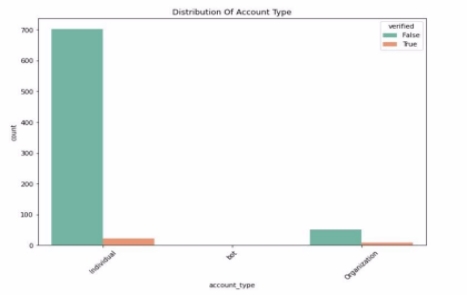 Distribution Of Account Type
verified
False
True
700
600
500
400
300
200
100
0
count
Individual
bot
Organization
account_type